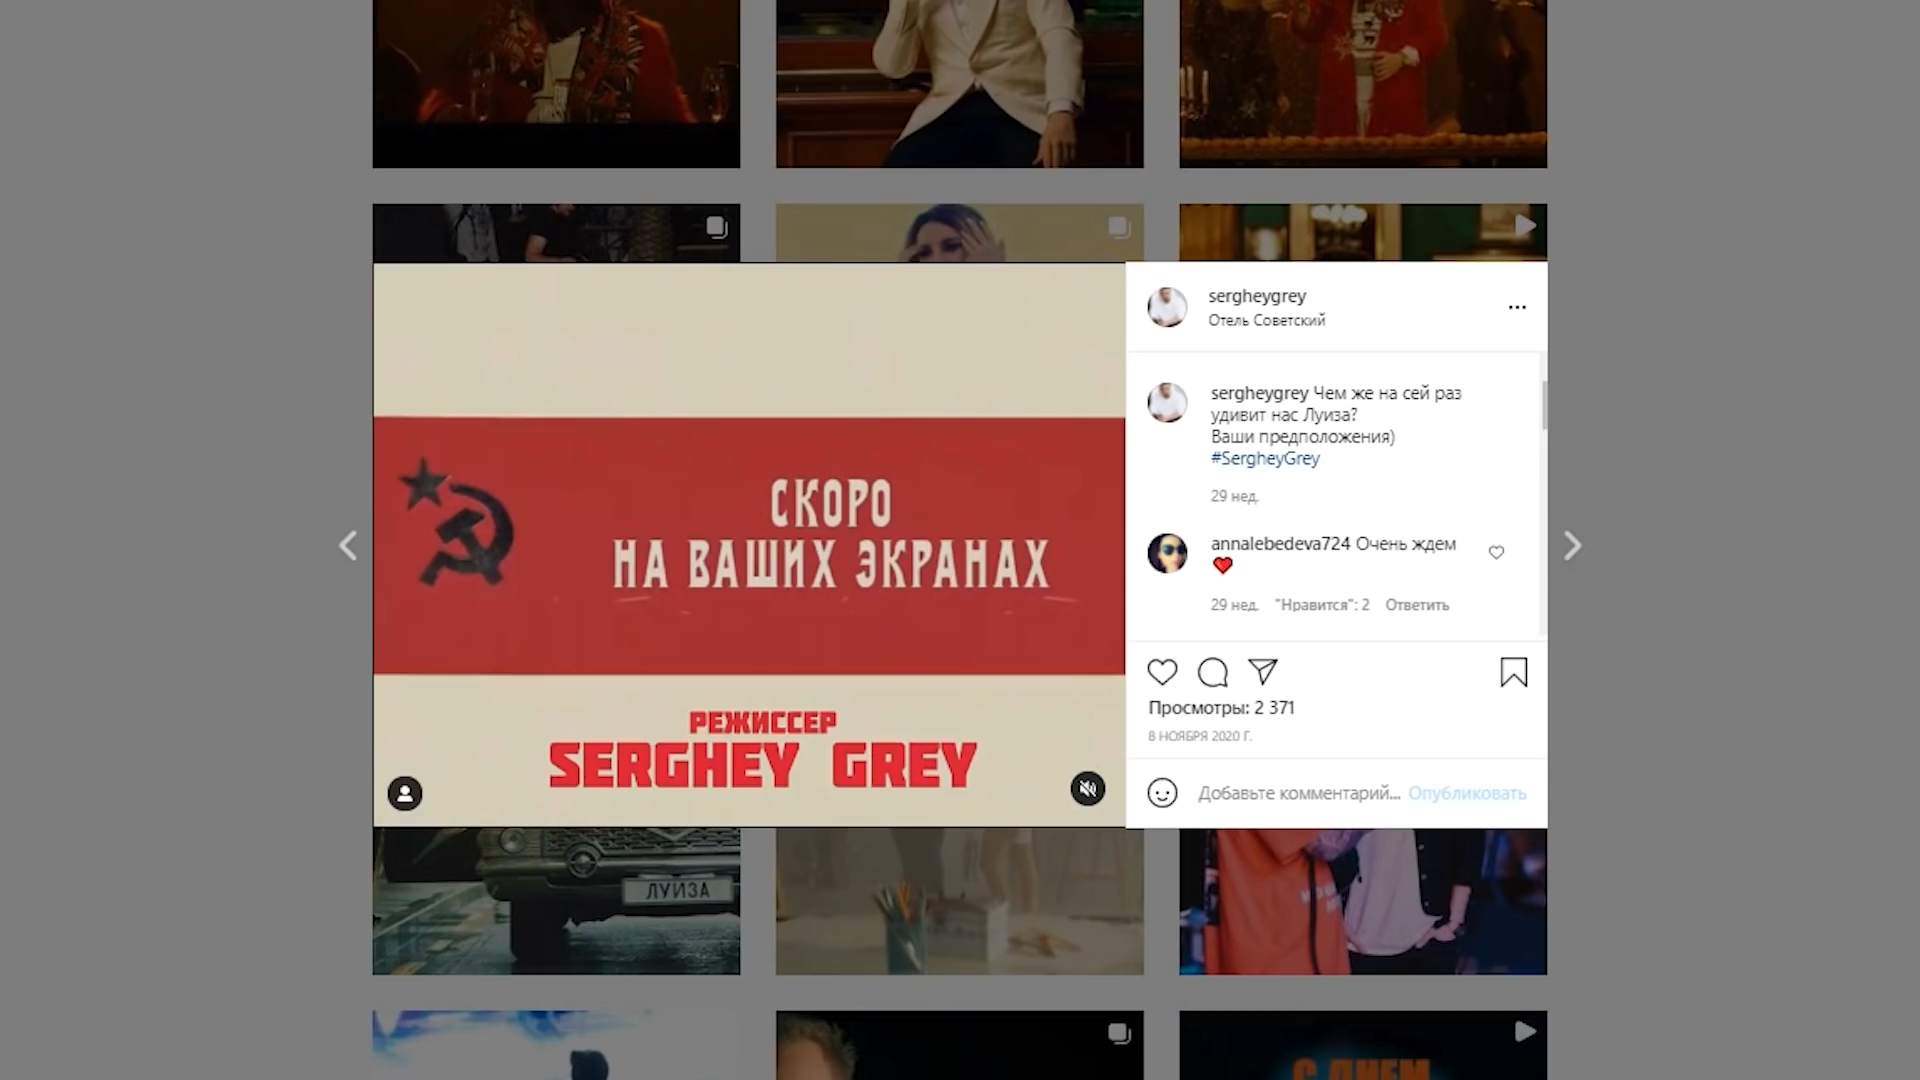 СКОРО
НА ВАШИХ ЭКРАНАХ
РЕЖИССЕР
SERGHEY GREY
sergheygrey
Отель Советский
sergheygrey Чем же на сей раз
удивит нас Луиза?
Ваши предположения)
#SergheyGrey
29 нед.
annalebedeva724 Очень ждем
29 нед. "Нравится": 2 Ответить
Просмотры: 2 371
8 НОЯБРЯ 2020 Г.
Добавьте комментарий... Опубликовать
ЛУИЗА
С ДНЕМ